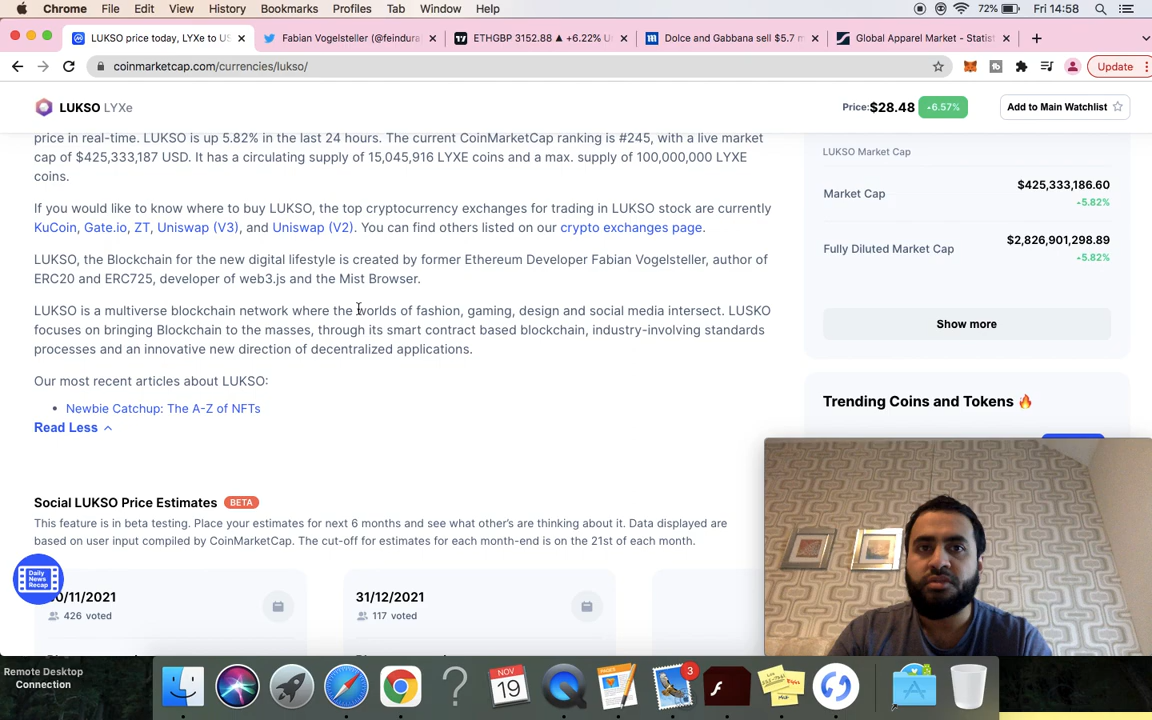 Chrome File Edit View History Bookmarks Profiles Tab Window Help 72% Fri 14:58
LUKSO price today, LYXe to US
Fabian Vogelsteller (@feindura
ETHGBP 3152.88 ▲ +6.22% U
Dolce and Gabbana sell $5.7 m
Global Apparel Market - Statist
coinmarketcap.com/currencies/lukso/
Update
LUKSO LYXe
Price: $28.48 6.57%
Add to Main Watchlist
price in real-time. LUKSO is up 5.82% in the last 24 hours. The current CoinMarketCap ranking is #245, with a live market
cap of $425,333,187 USD. It has a circulating supply of 15,045,916 LYXE coins and a max. supply of 100,000,000 LYXE
coins.
If you would like to know where to buy LUKSO, the top cryptocurrency exchanges for trading in LUKSO stock are currently
KuCoin, Gate.io, ZT, Uniswap (V3), and Uniswap (V2). You can find others listed on our crypto exchanges page.
LUKSO, the Blockchain for the new digital lifestyle is created by former Ethereum Developer Fabian Vogelsteller, author of
ERC20 and ERC725, developer of web3.js and the Mist Browser.
LUKSO is a multiverse blockchain network where the worlds of fashion, gaming, design and social media intersect. LUSKO
focuses on bringing Blockchain to the masses, through its smart contract based blockchain, industry-involving standards
processes and an innovative new direction of decentralized applications.
Our most recent articles about LUKSO:
• Newbie Catchup: The A-Z of NFTs
Read Less
LUKSO Market Cap
Market Cap
$425,333,186.60
5.82%
Fully Diluted Market Cap
$2,826,901,298.89
5.82%
Show more
Trending Coins and Tokens 🔥
Social LUKSO Price Estimates BETA
This feature is in beta testing. Place your estimates for next 6 months and see what other's are thinking about it. Data displayed are
based on user input compiled by CoinMarketCap. The cut-off for estimates for each month-end is on the 21st of each month.
Daily
News
Recap
0/11/2021
426 voted
31/12/2021
117 voted
Remote Desktop
Connection
NOV
19
3